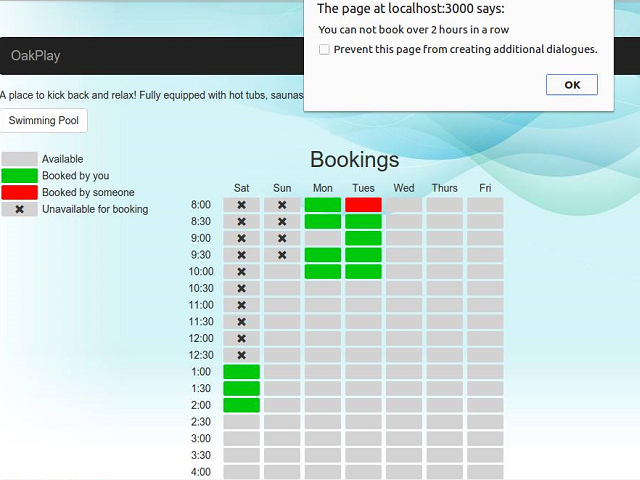 The page at localhost:3000 says:
You can not book over 2 hours in a row
Prevent this page from creating additional dialogues.
OK
OakPlay
A place to kick back and relax! Fully equipped with hot tubs, saunas
Swimming Pool
Available
Booked by you
Booked by someone
Unavailable for booking
Bookings
Sat Sun Mon Tues Wed Thurs Fri
8:00
8:30
9:00
9:30
10:00
10:30
11:00
11:30
12:00
12:30
1:00
1:30
2:00
2:30
3:00
3:30
4:00